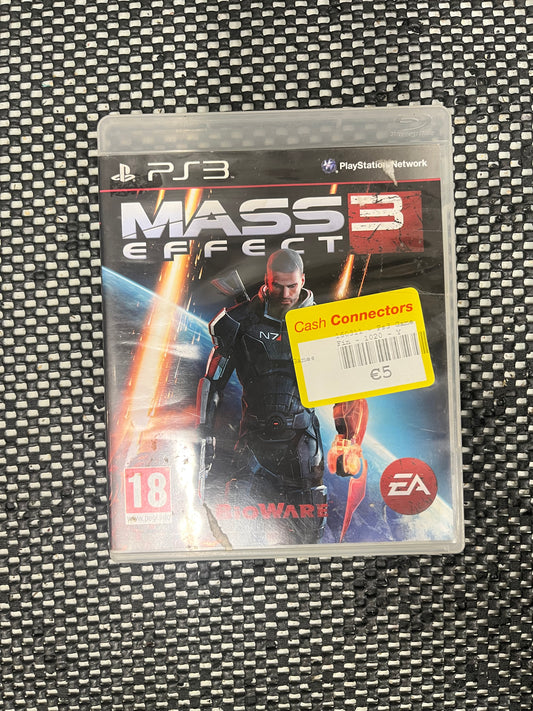 PS3
PlayStation Network
MASS
EFFECT 3
N7
Cash Connectors
€5
18
BIOWARE
EA